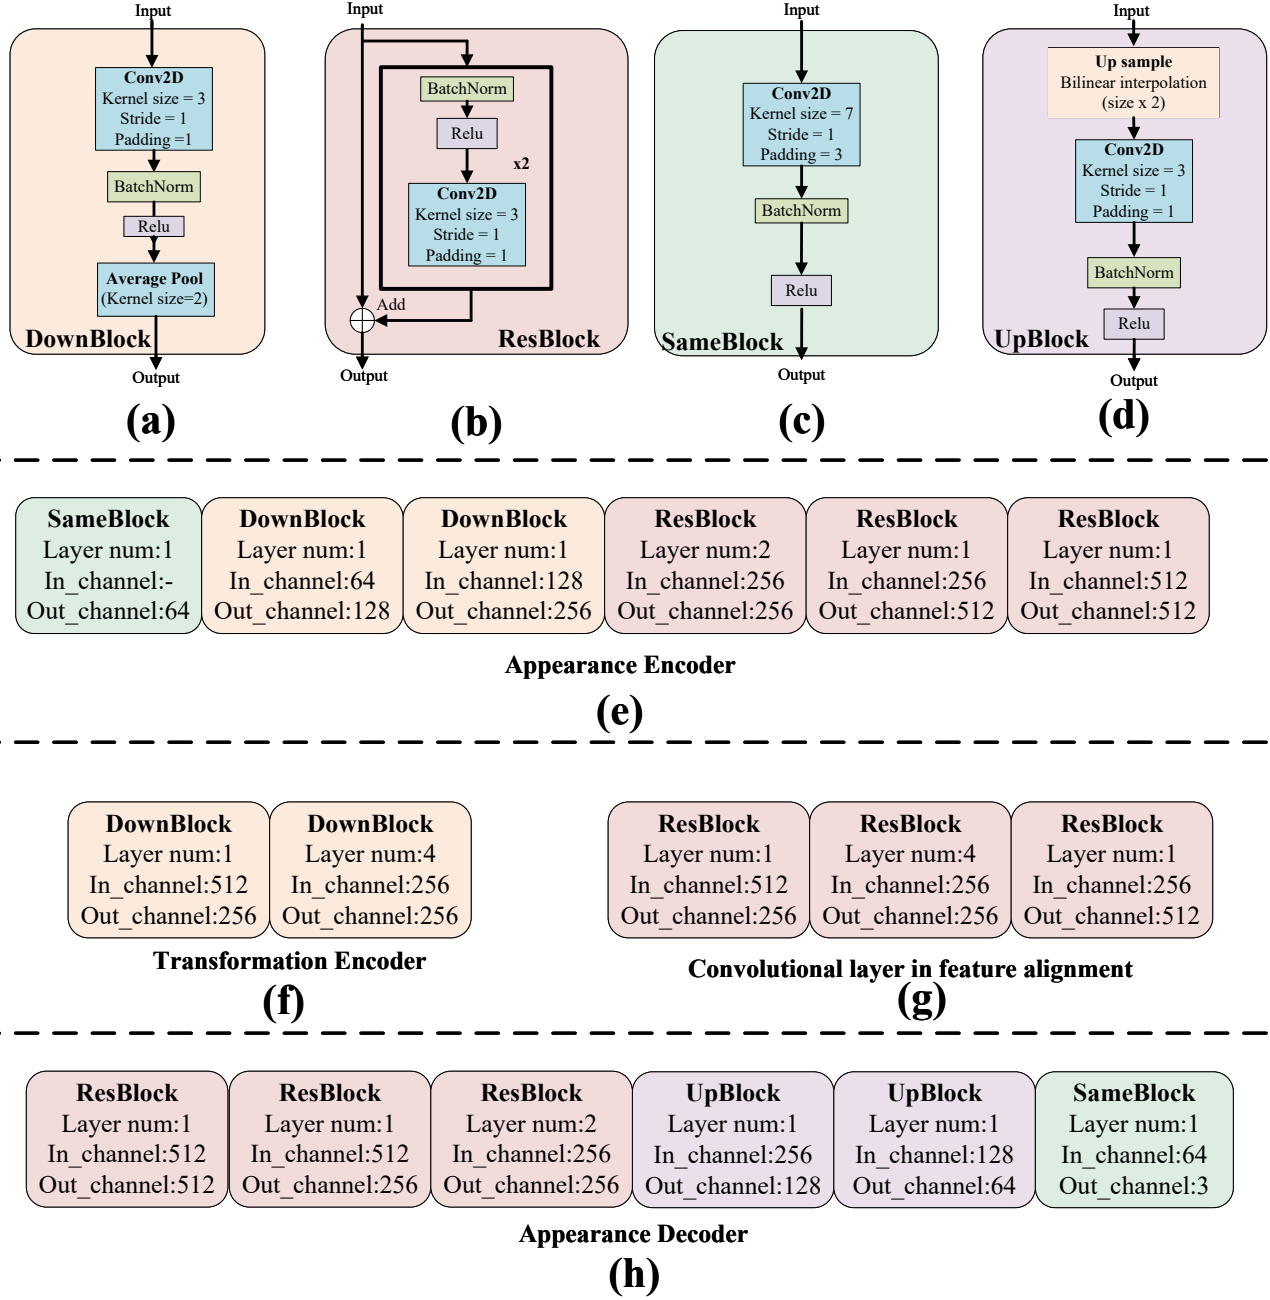 Input
Conv2D
Kernel size = 3
Stride = 1
Padding =1
BatchNorm
Relu
Average Pool
(Kernel size=2)
DownBlock
Output
(a)
Input
BatchNorm
Relu
x2
Conv2D
Kernel size = 3
Stride = 1
Padding = 1
Add
ResBlock
Output
(b)
Input
Conv2D
Kernel size = 7
Stride = 1
Padding = 3
BatchNorm
Relu
SameBlock
Output
(c)
Input
Up sample
Bilinear interpolation
(size x 2)
Conv2D
Kernel size = 3
Stride = 1
Padding = 1
BatchNorm
Relu
UpBlock
Output
(d)
SameBlock
Layer num:1
In_channel:-
Out_channel:64
DownBlock
Layer num:1
In_channel:64
Out_channel:128
DownBlock
Layer num:1
In_channel:128
Out_channel:256
ResBlock
Layer num:2
In_channel:256
Out_channel:256
ResBlock
Layer num:1
In_channel:256
Out_channel:512
ResBlock
Layer num:1
In_channel:512
Out_channel:512
Appearance Encoder
(e)
DownBlock
Layer num:1
In_channel:512
Out_channel:256
DownBlock
Layer num:4
In_channel:256
Out_channel:256
Transformation Encoder
(f)
ResBlock
Layer num:1
In_channel:512
Out_channel:256
ResBlock
Layer num:4
In_channel:256
Out_channel:256
ResBlock
Layer num:1
In_channel:256
Out_channel:512
Convolutional layer in feature alignment
(g)
ResBlock
Layer num:1
In_channel:512
Out_channel:512
ResBlock
Layer num:1
In_channel:512
Out_channel:256
ResBlock
Layer num:2
In_channel:256
Out_channel:256
UpBlock
Layer num:1
In_channel:256
Out_channel:128
UpBlock
Layer num:1
In_channel:128
Out_channel:64
SameBlock
Layer num:1
In_channel:64
Out_channel:3
Appearance Decoder
(h)